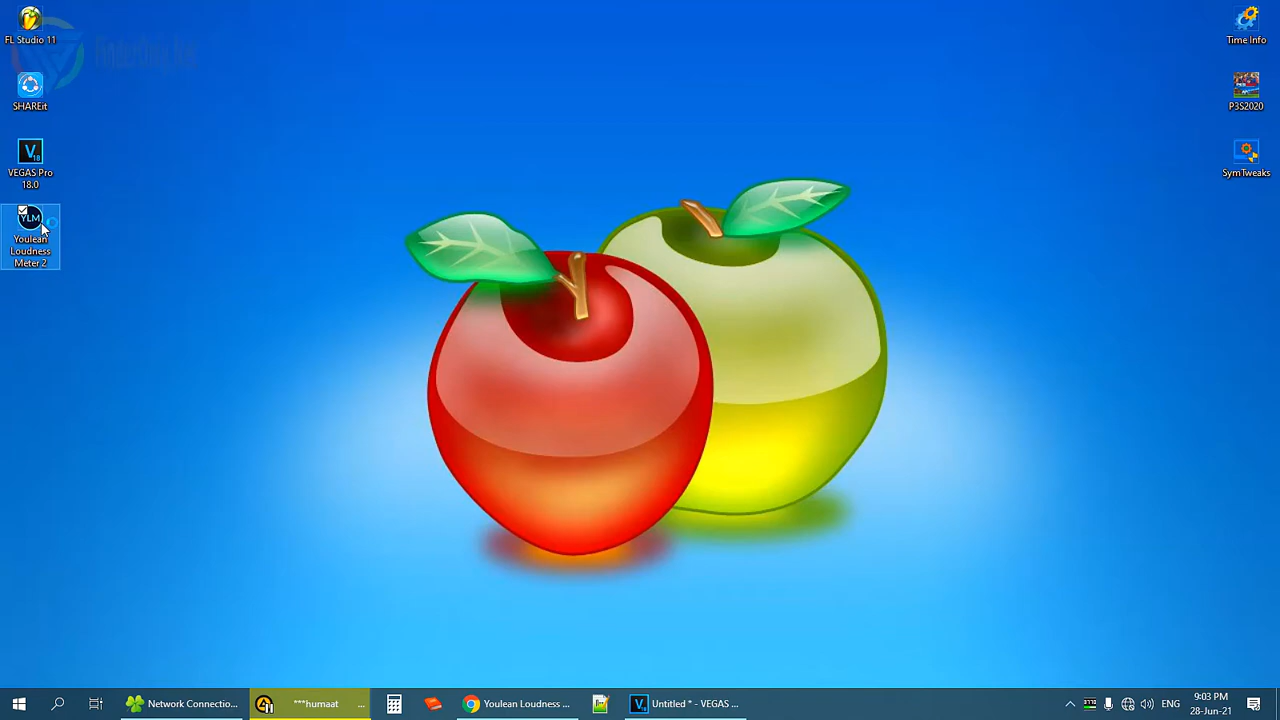 FL Studio 11
SHAREit
VEGAS Pro
18.0
YLM
Youlean
Loudness
Meter 2
Time Info
P3S2020
SymTweaks
Network Connectio...
***humaat ...
Youlean Loudness ...
Untitled * - VEGAS ...
ENG
9:03 PM
28-Jun-21